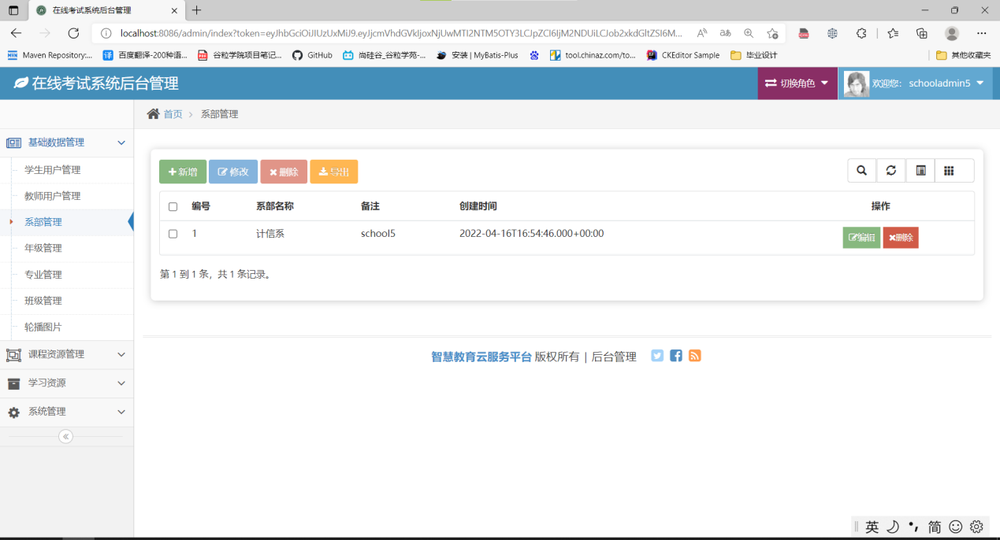 在线考试系统后台管理
localhost:8086/admin/index?token=eyJhbGciOiJIUzUxMiJ9.eyJjcmVhdGVkIjoxNjUwMTI2NTM5OTY3LCJpZCI6IjM2NDUiLCJob2xkdGltZSI6M...
Maven Repository:...
百度翻译-200种语...
谷粒学院项目笔记...
GitHub
尚硅谷_谷粒学苑-...
安装 | MyBatis-Plus
tool.chinaz.com/to...
CKEditor Sample
毕业设计
其他收藏夹
在线考试系统后台管理
切换角色
欢迎您: schooladmin5
首页 > 系部管理
基础数据管理
学生用户管理
教师用户管理
系部管理
年级管理
专业管理
班级管理
轮播图片
课程资源管理
学习资源
系统管理
新增 修改 删除 导出
编号 系部名称 备注 创建时间 操作
1 计信系 school5 2022-04-16T16:54:46.000+00:00 编辑 删除
第 1 到 1 条，共 1 条记录。
智慧教育云服务平台 版权所有 | 后台管理
英 简